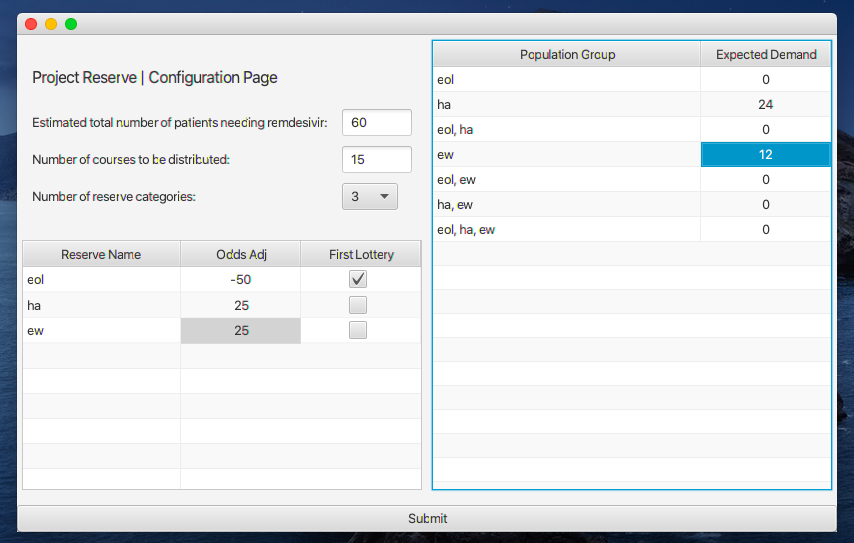 Project Reserve | Configuration Page
Estimated total number of patients needing remdesivir: 60
Number of courses to be distributed: 15
Number of reserve categories: 3
Reserve Name Odds Adj First Lottery
eol -50
ha 25
ew 25
Population Group Expected Demand
eol 0
ha 24
eol, ha 0
ew 12
eol, ew 0
ha, ew 0
eol, ha, ew 0
Submit